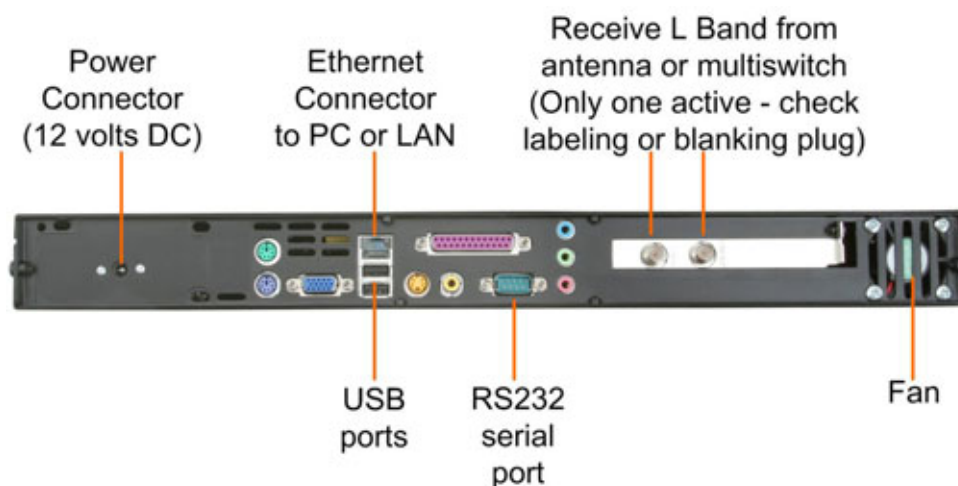 Power
Connector
(12 volts DC)
Ethernet
Connector
to PC or LAN
Receive L Band from
antenna or multiswitch
(Only one active - check
labeling or blanking plug)
USB
ports
RS232
serial
port
Fan